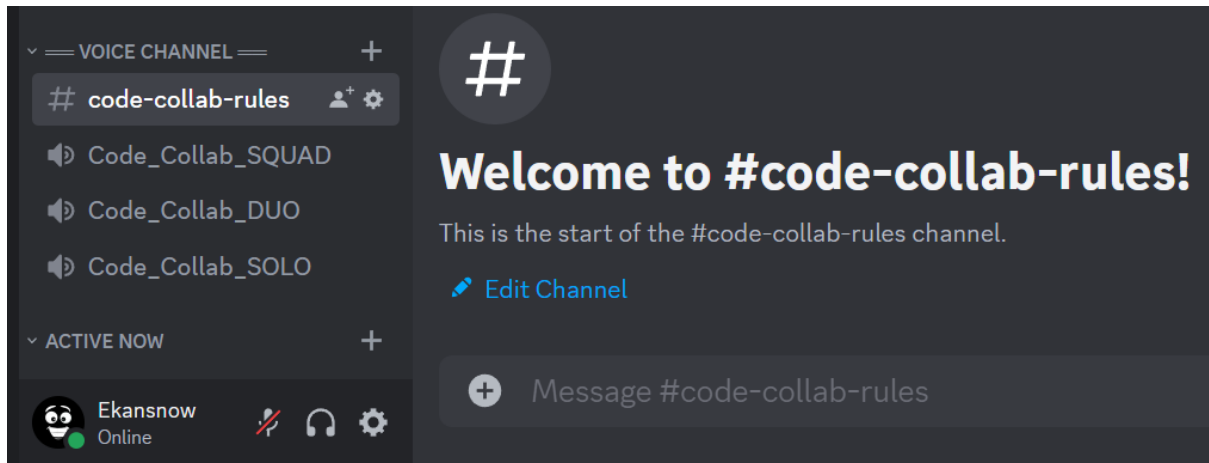 ══ VOICE CHANNEL ══
# code-collab-rules
Code_Collab_SQUAD
Code_Collab_DUO
Code_Collab_SOLO
ACTIVE NOW
Ekansnow
Online
#
Welcome to #code-collab-rules!
This is the start of the #code-collab-rules channel.
Edit Channel
Message #code-collab-rules